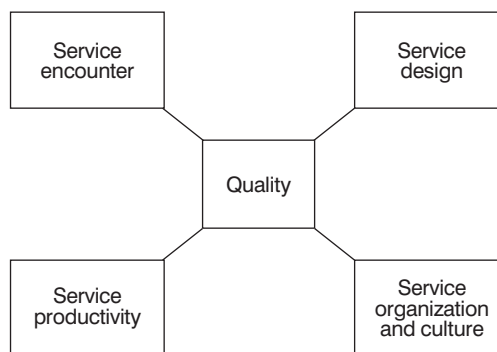 Service
encounter
Service
design
Quality
Service
productivity
Service
organization
and culture